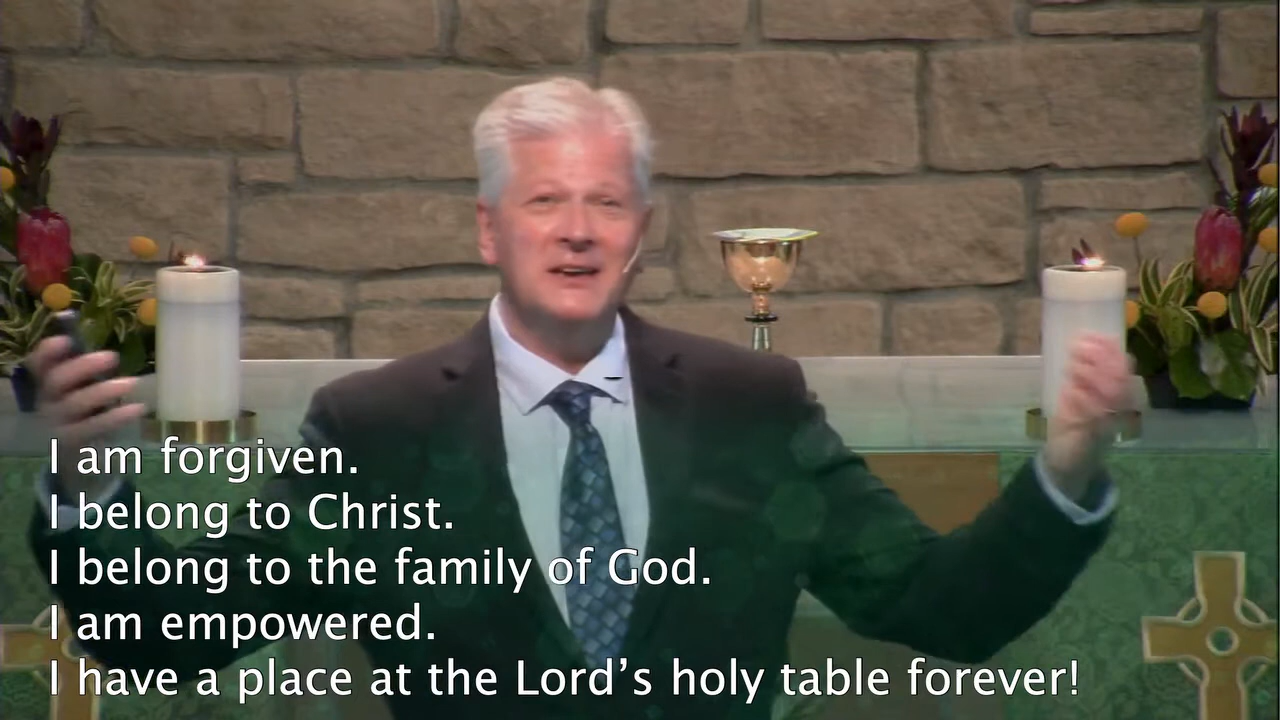 I am forgiven.
I belong to Christ.
I belong to the family of God.
I am empowered.
I have a place at the Lord’s holy table forever!